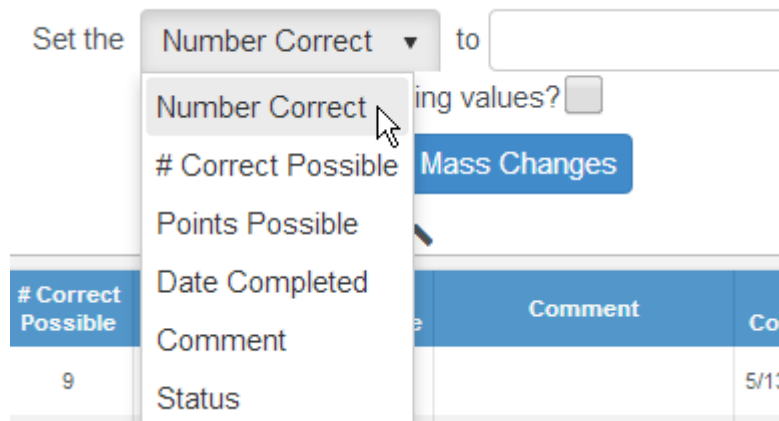 Set the Number Correct to
Number Correct
ing values?
# Correct Possible
Mass Changes
Points Possible
Date Completed
Comment
Status
# Correct
Possible
Comment
9